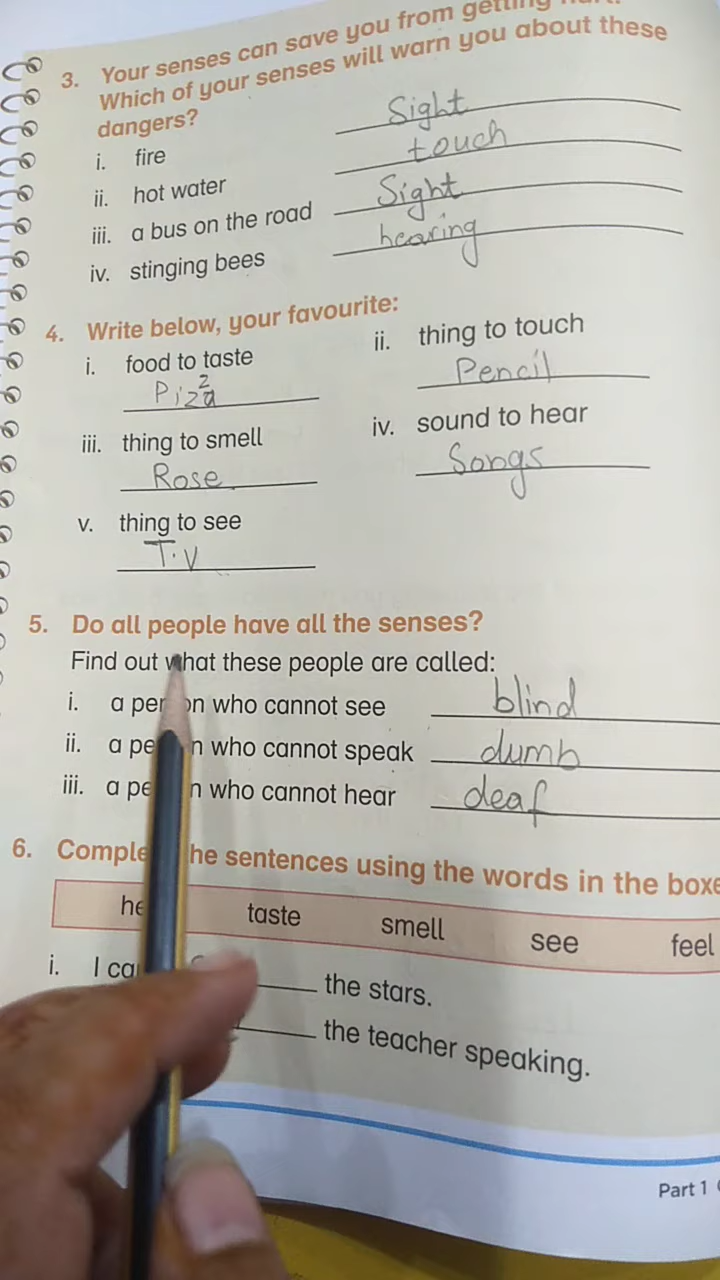 3. Your senses can save you from getting
Which of your senses will warn you about these
dangers?
i. fire Sight
ii. hot water touch
iii. a bus on the road Sight
iv. stinging bees hearing
4. Write below, your favourite:
i. food to taste ii. thing to touch
Pizza Pencil
iii. thing to smell iv. sound to hear
Rose Songs
v. thing to see
T.V
5. Do all people have all the senses?
Find out what these people are called:
i. a person who cannot see blind
ii. a person who cannot speak dumb
iii. a person who cannot hear deaf
6. Comple he sentences using the words in the boxe
he taste smell see feel
i. I ca the stars.
the teacher speaking.
Part 1